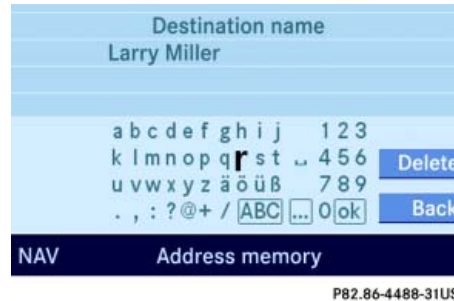 Destination name
Larry Miller
a b c d e f g h i j 1 2 3
k l m n o p q r s t ␣ 4 5 6 Delete
u v w x y z ä ö ü ß 7 8 9
. , : ? @ + / ABC ... 0 ok Back
NAV Address memory
P82.86-4488-31US